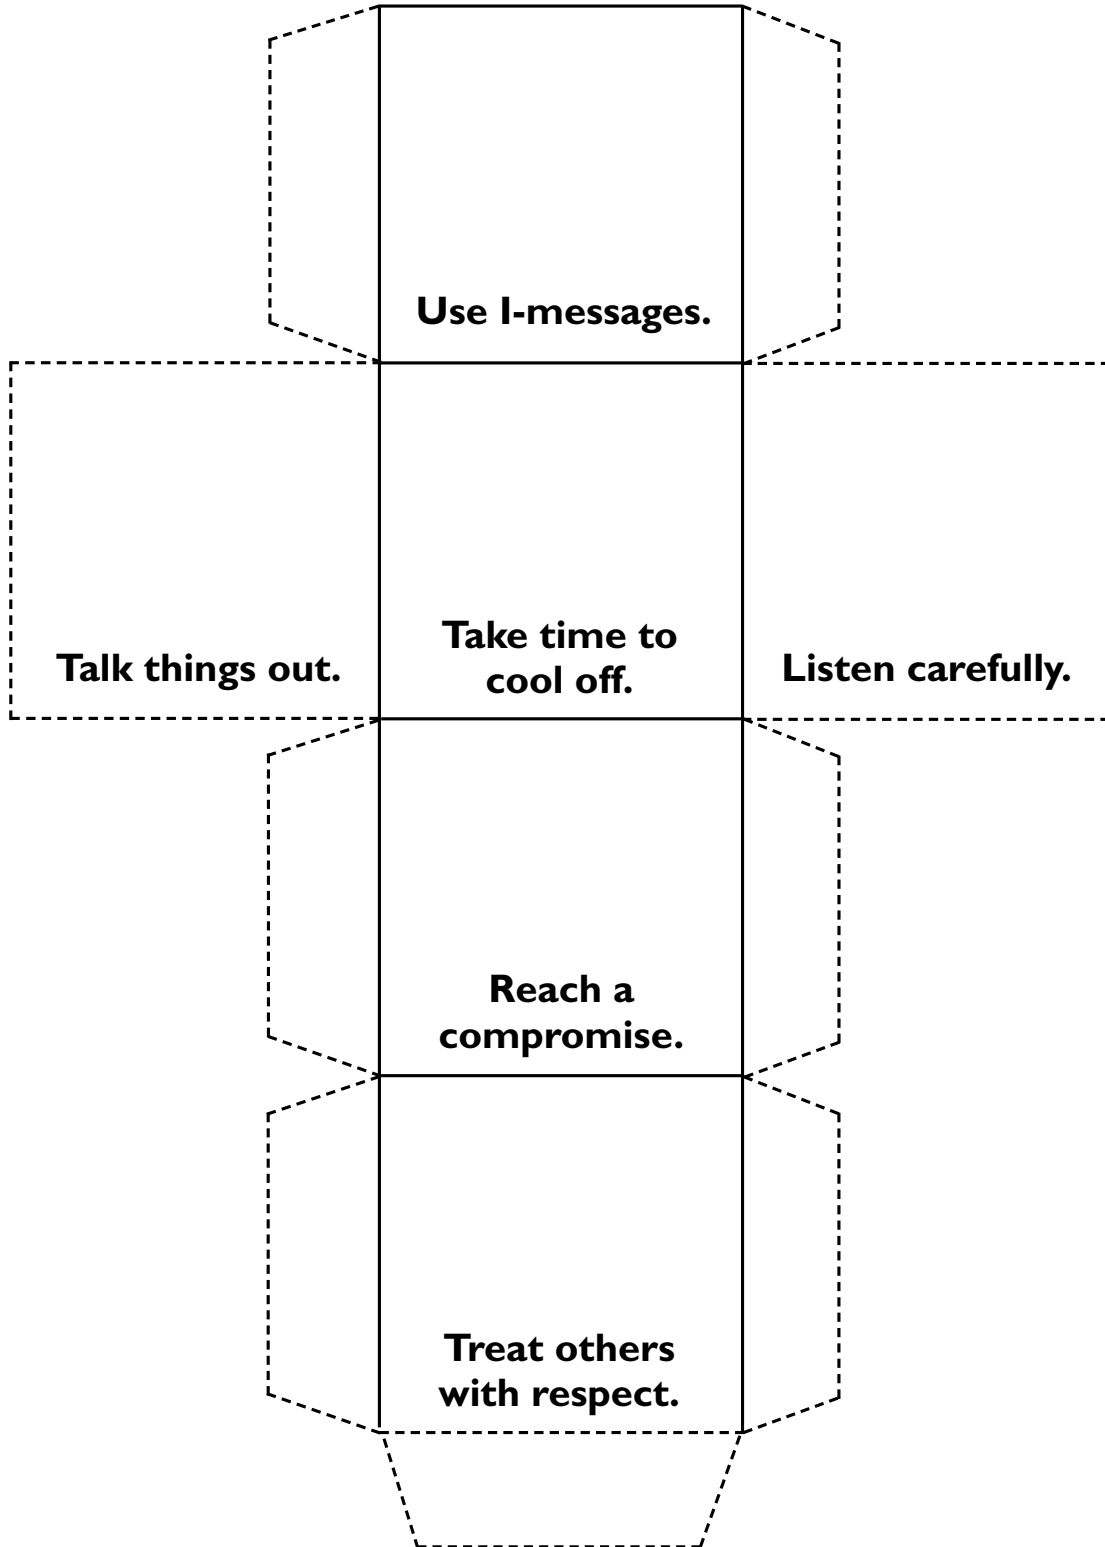 Use I-messages.
Talk things out.
Take time to
cool off.
Listen carefully.
Reach a
compromise.
Treat others
with respect.